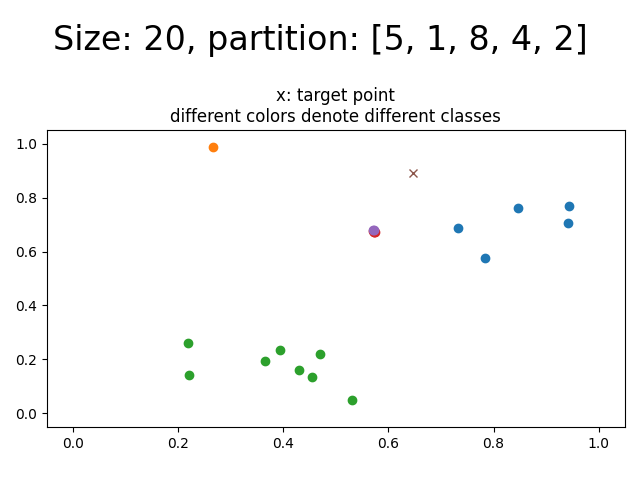 Size: 20, partition: [5, 1, 8, 4, 2]
x: target point
different colors denote different classes
1.0
0.8
0.6
0.4
0.2
0.0
0.0 0.2 0.4 0.6 0.8 1.0